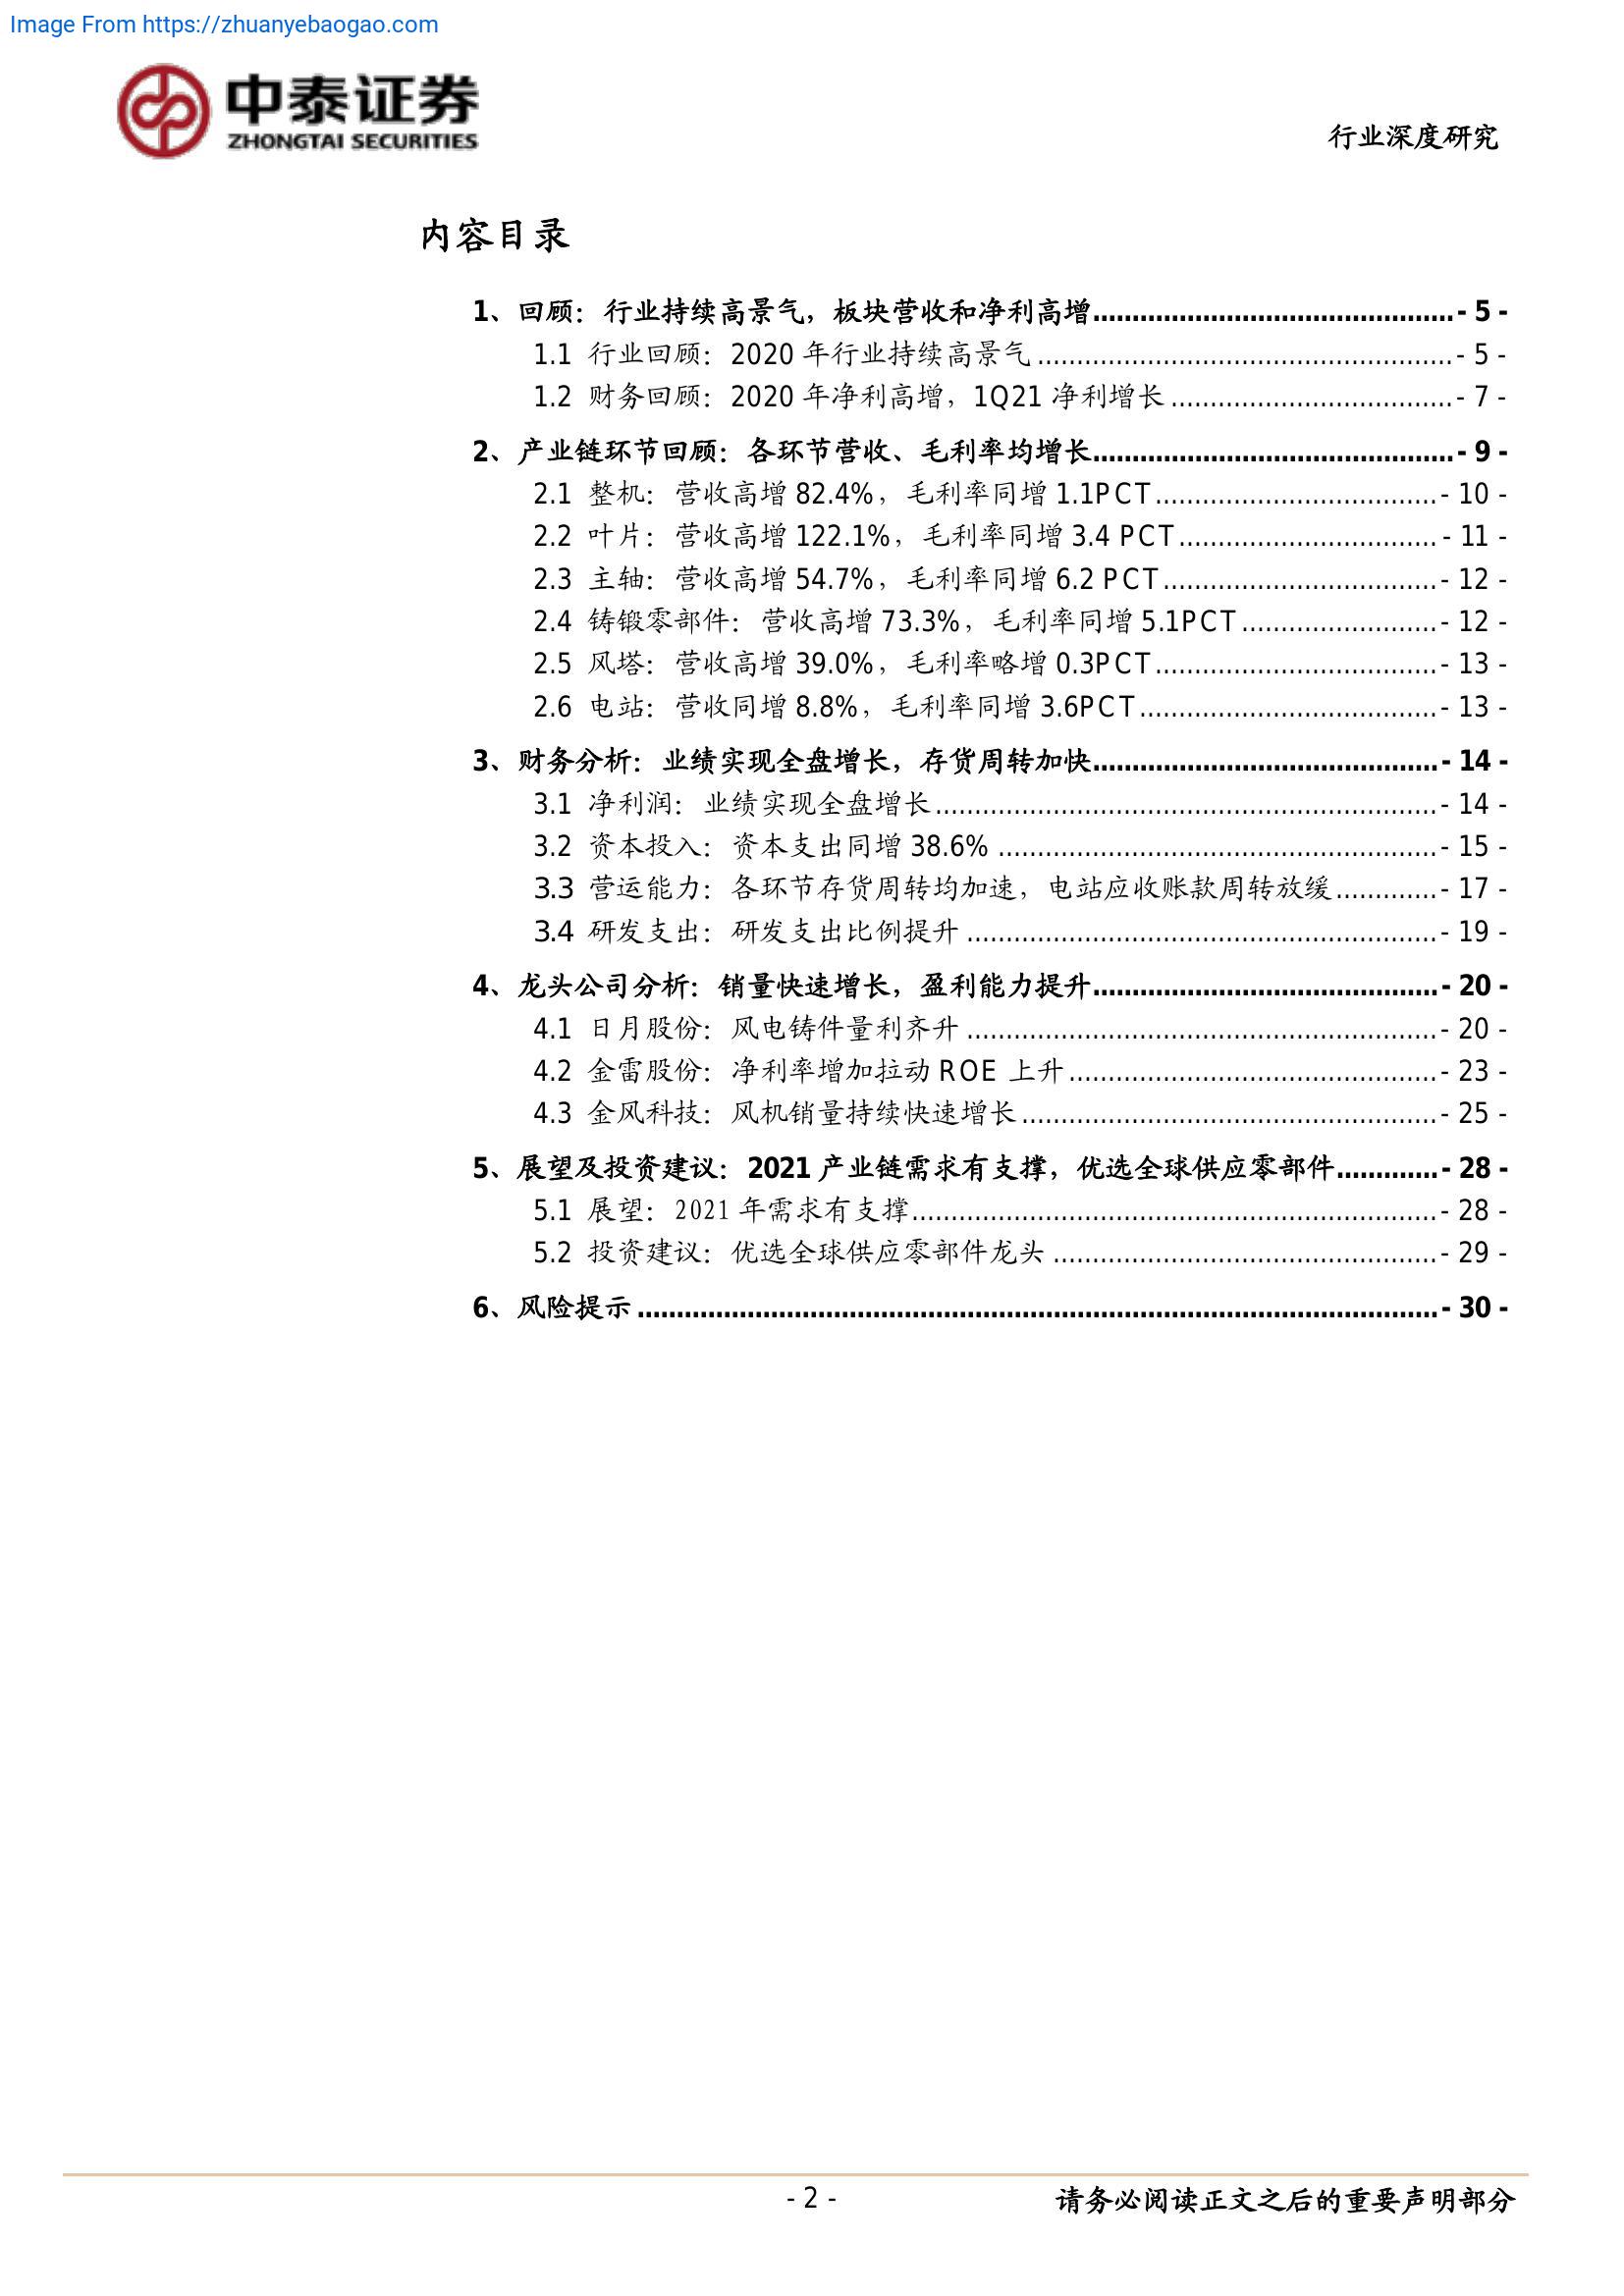 Image From https://zhuanyebaogao.com
中泰证券
ZHONGTAI SECURITIES
行业深度研究
内容目录
1、回顾：行业持续高景气，板块营收和净利高增..............................................- 5 -
1.1 行业回顾：2020 年行业持续高景气.....................................................- 5 -
1.2 财务回顾：2020 年净利高增，1Q21 净利增长....................................- 7 -
2、产业链环节回顾：各环节营收、毛利率均增长..............................................- 9 -
2.1 整机：营收高增 82.4%，毛利率同增 1.1PCT....................................- 10 -
2.2 叶片：营收高增 122.1%，毛利率同增 3.4 PCT.................................- 11 -
2.3 主轴：营收高增 54.7%，毛利率同增 6.2 PCT...................................- 12 -
2.4 铸锻零部件：营收高增 73.3%，毛利率同增 5.1PCT.........................- 12 -
2.5 风塔：营收高增 39.0%，毛利率略增 0.3PCT....................................- 13 -
2.6 电站：营收同增 8.8%，毛利率同增 3.6PCT......................................- 13 -
3、财务分析：业绩实现全盘增长，存货周转加快............................................- 14 -
3.1 净利润：业绩实现全盘增长................................................................- 14 -
3.2 资本投入：资本支出同增 38.6% ........................................................- 15 -
3.3 营运能力：各环节存货周转均加速，电站应收账款周转放缓.............- 17 -
3.4 研发支出：研发支出比例提升............................................................- 19 -
4、龙头公司分析：销量快速增长，盈利能力提升............................................- 20 -
4.1 日月股份：风电铸件量利齐升............................................................- 20 -
4.2 金雷股份：净利率增加拉动 ROE 上升...............................................- 23 -
4.3 金风科技：风机销量持续快速增长.....................................................- 25 -
5、展望及投资建议：2021 产业链需求有支撑，优选全球供应零部件.............- 28 -
5.1 展望：2021 年需求有支撑...................................................................- 28 -
5.2 投资建议：优选全球供应零部件龙头 .................................................- 29 -
6、风险提示......................................................................................................- 30 -
- 2 -
请务必阅读正文之后的重要声明部分